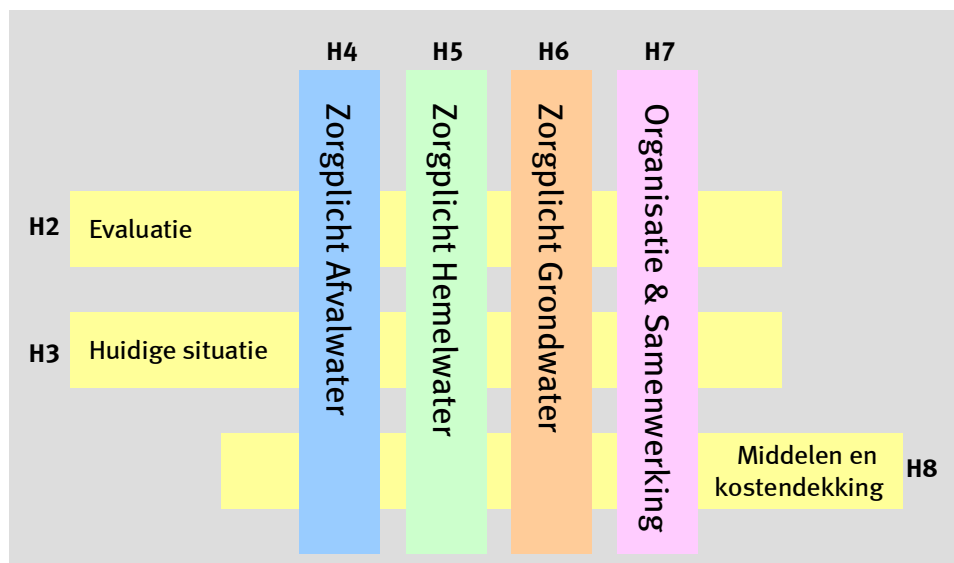 H4
H5
H6
H7
Zorgplicht Afvalwater
Zorgplicht Hemelwater
Zorgplicht Grondwater
Organisatie & Samenwerking
H2
Evaluatie
H3
Huidige situatie
Middelen en
kostendekking
H8